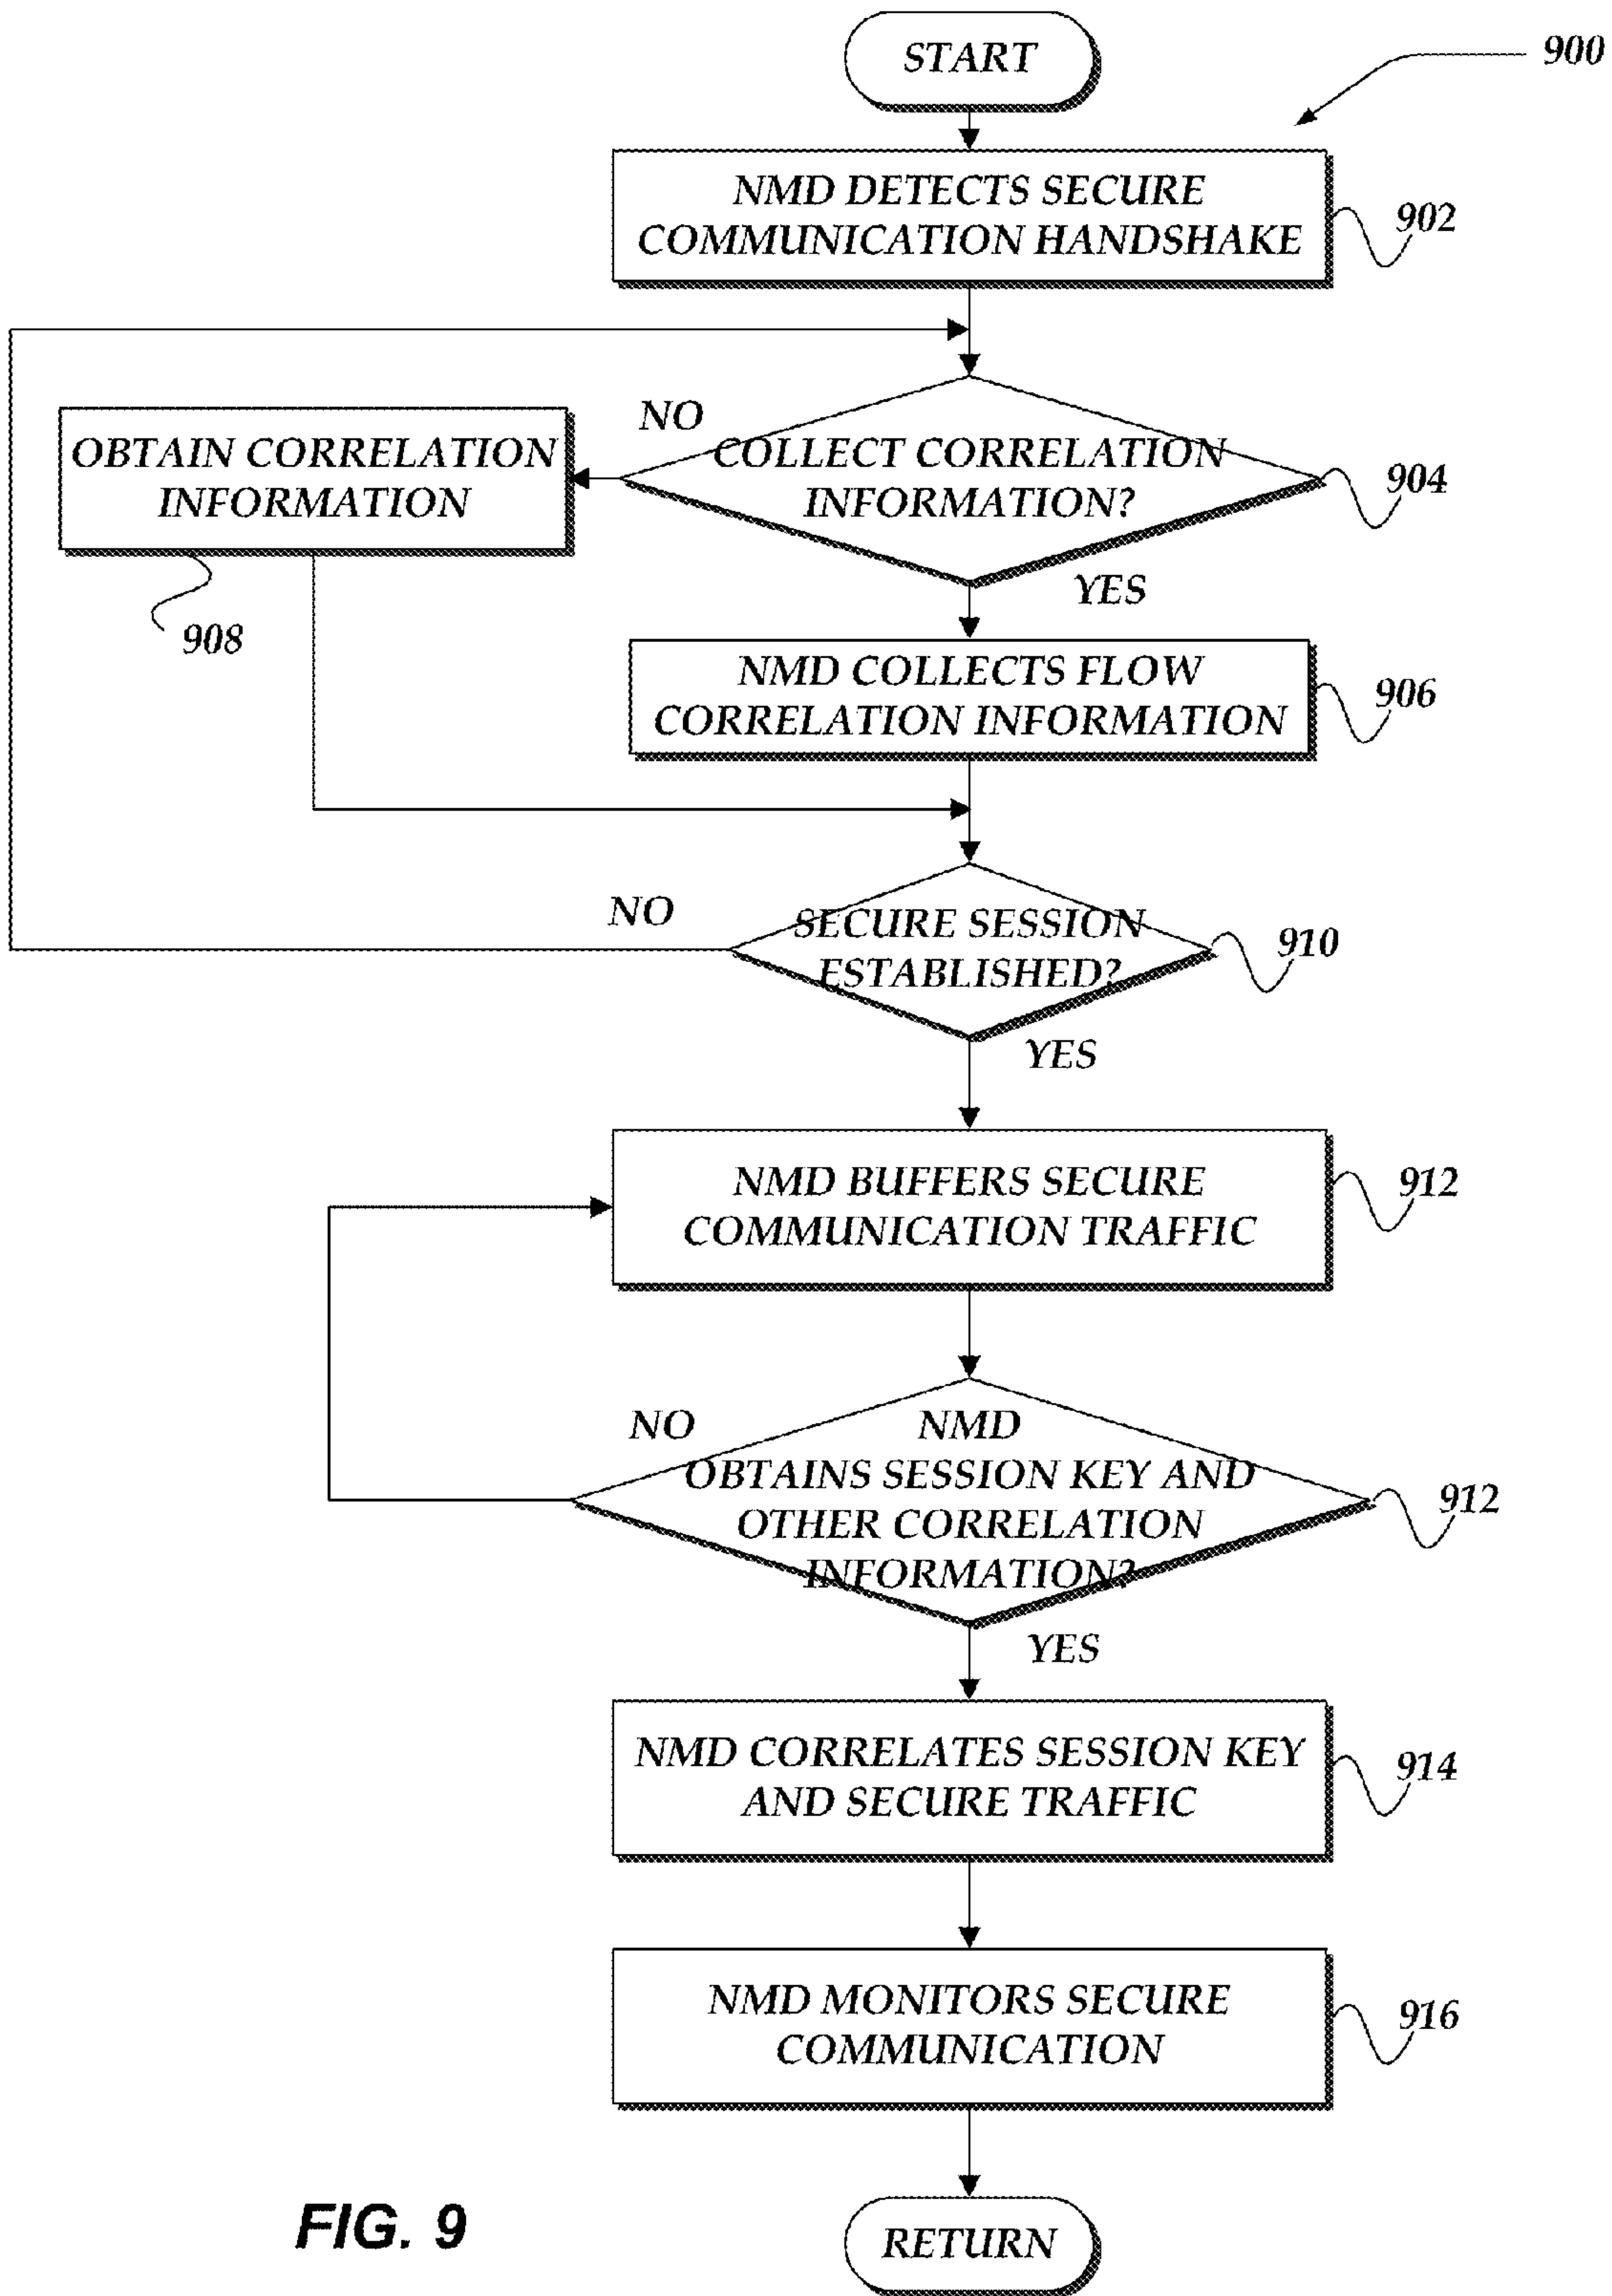 START
900
NMD DETECTS SECURE
COMMUNICATION HANDSHAKE
902
NO
COLLECT CORRELATION
INFORMATION?
904
OBTAIN CORRELATION
INFORMATION
908
YES
NMD COLLECTS FLOW
CORRELATION INFORMATION
906
NO
SECURE SESSION
ESTABLISHED?
910
YES
NMD BUFFERS SECURE
COMMUNICATION TRAFFIC
912
NO
NMD
OBTAINS SESSION KEY AND
OTHER CORRELATION
INFORMATION?
912
YES
NMD CORRELATES SESSION KEY
AND SECURE TRAFFIC
914
NMD MONITORS SECURE
COMMUNICATION
916
RETURN
FIG. 9